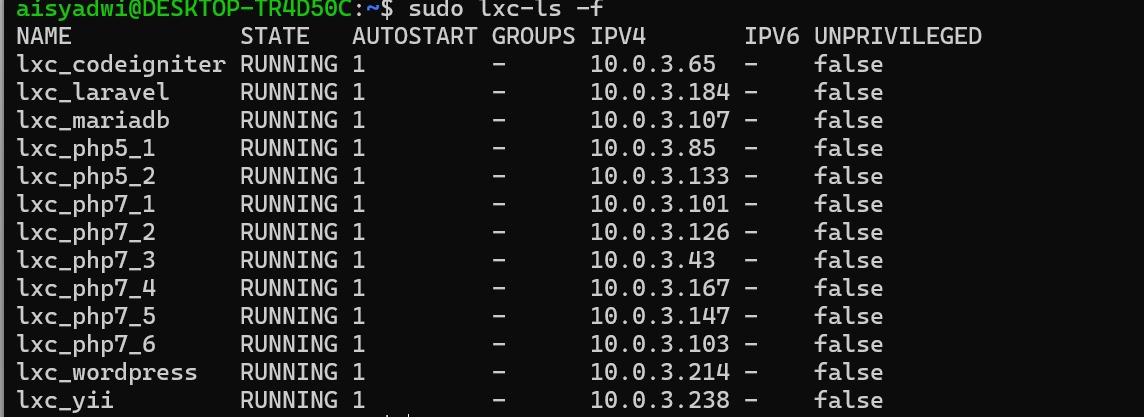 aisyadwi@DESKTOP-TR4D50C:~$ sudo lxc-ls -f
NAME STATE AUTOSTART GROUPS IPV4 IPV6 UNPRIVILEGED
lxc_codeigniter RUNNING 1 - 10.0.3.65 - false
lxc_laravel RUNNING 1 - 10.0.3.184 - false
lxc_mariadb RUNNING 1 - 10.0.3.107 - false
lxc_php5_1 RUNNING 1 - 10.0.3.85 - false
lxc_php5_2 RUNNING 1 - 10.0.3.133 - false
lxc_php7_1 RUNNING 1 - 10.0.3.101 - false
lxc_php7_2 RUNNING 1 - 10.0.3.126 - false
lxc_php7_3 RUNNING 1 - 10.0.3.43 - false
lxc_php7_4 RUNNING 1 - 10.0.3.167 - false
lxc_php7_5 RUNNING 1 - 10.0.3.147 - false
lxc_php7_6 RUNNING 1 - 10.0.3.103 - false
lxc_wordpress RUNNING 1 - 10.0.3.214 - false
lxc_yii RUNNING 1 - 10.0.3.238 - false